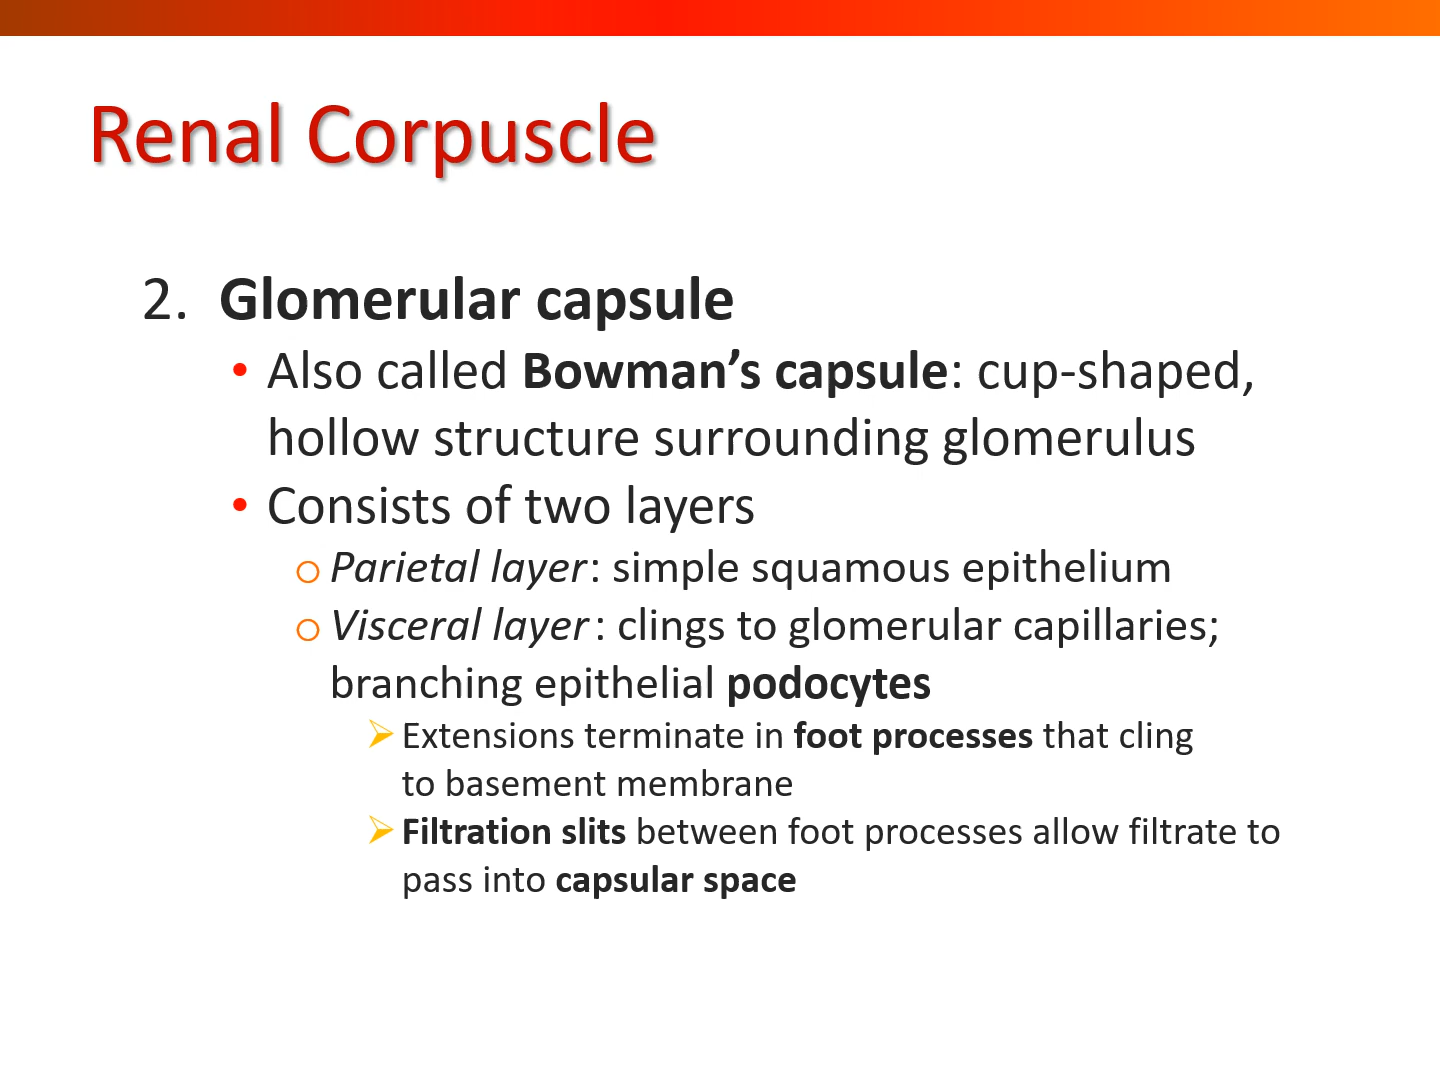 Renal Corpuscle
2. Glomerular capsule
• Also called Bowman’s capsule: cup-shaped,
hollow structure surrounding glomerulus
• Consists of two layers
o Parietal layer: simple squamous epithelium
o Visceral layer: clings to glomerular capillaries;
branching epithelial podocytes
➢ Extensions terminate in foot processes that cling
to basement membrane
➢ Filtration slits between foot processes allow filtrate to
pass into capsular space